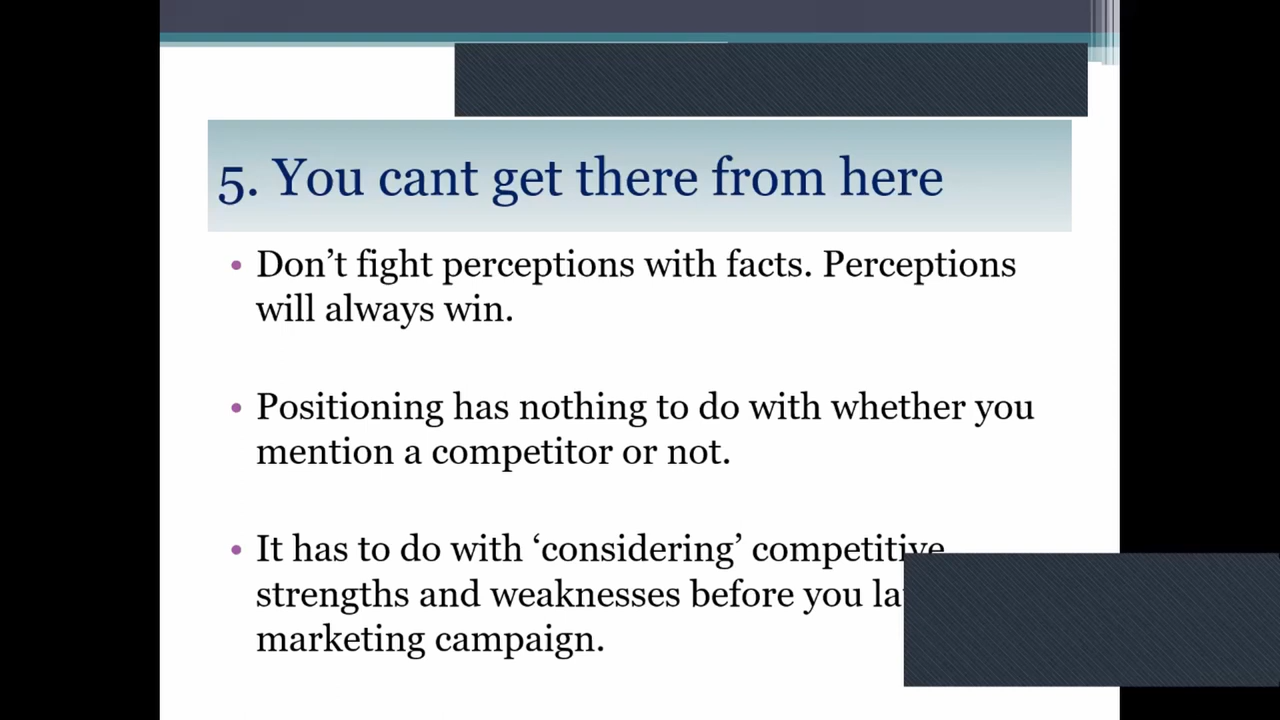 5. You cant get there from here
• Don’t fight perceptions with facts. Perceptions
will always win.
• Positioning has nothing to do with whether you
mention a competitor or not.
• It has to do with ‘considering’ competitive
strengths and weaknesses before you
marketing campaign.